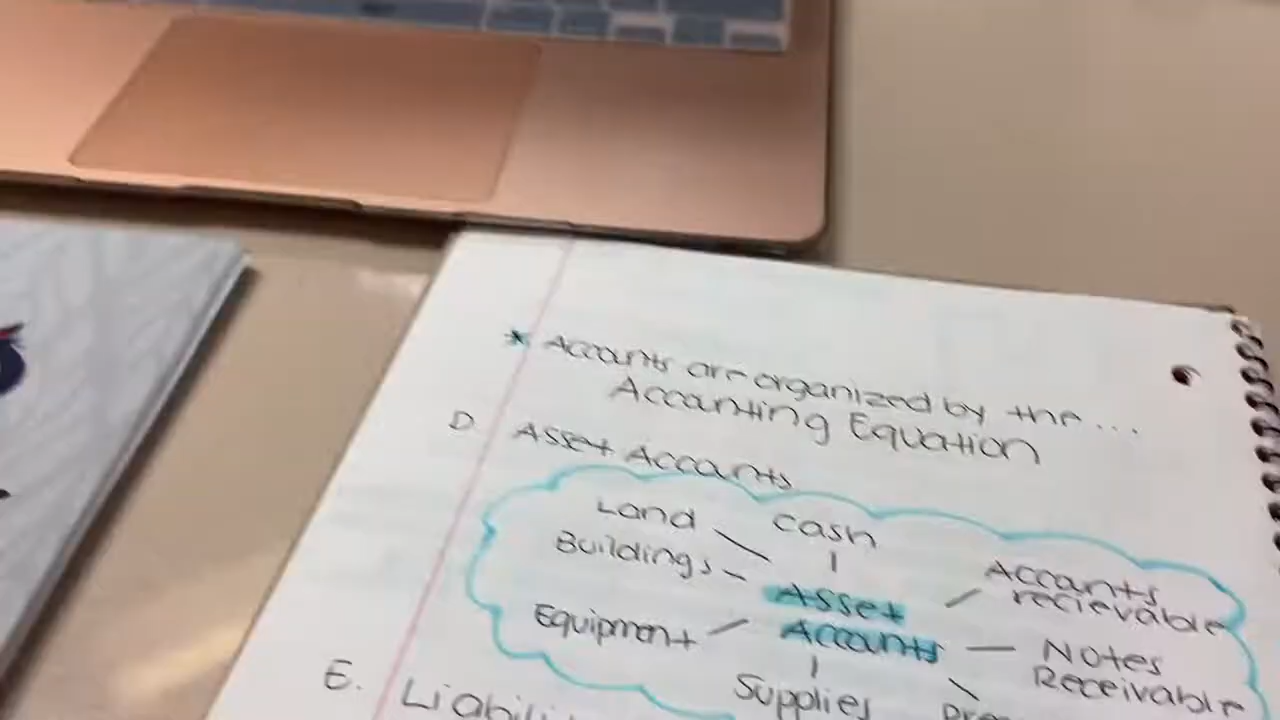 * Accounts are organized by the ...
Accounting Equation
D. Asset Accounts
Land
Cash
Buildings
Accounts
recievable
Asset
Accounts
Equipment
Notes
Receivable
Supplies
E.